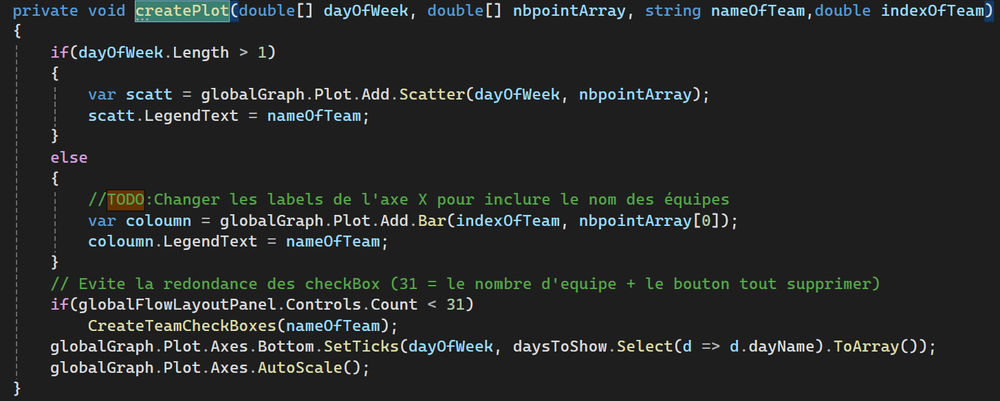 private void createPlot(double[] dayOfWeek, double[] nbpointArray, string nameOfTeam,double indexOfTeam)
{
if(dayOfWeek.Length > 1)
{
var scatt = globalGraph.Plot.Add.Scatter(dayOfWeek, nbpointArray);
scatt.LegendText = nameOfTeam;
}
else
{
//TODO:Changer les labels de l'axe X pour inclure le nom des équipes
var coloumn = globalGraph.Plot.Add.Bar(indexOfTeam, nbpointArray[0]);
coloumn.LegendText = nameOfTeam;
}
// Evite la redondance des checkBox (31 = le nombre d'equipe + le bouton tout supprimer)
if(globalFlowLayoutPanel.Controls.Count < 31)
CreateTeamCheckBoxes(nameOfTeam);
globalGraph.Plot.Axes.Bottom.SetTicks(dayOfWeek, daysToShow.Select(d => d.dayName).ToArray());
globalGraph.Plot.Axes.AutoScale();
}